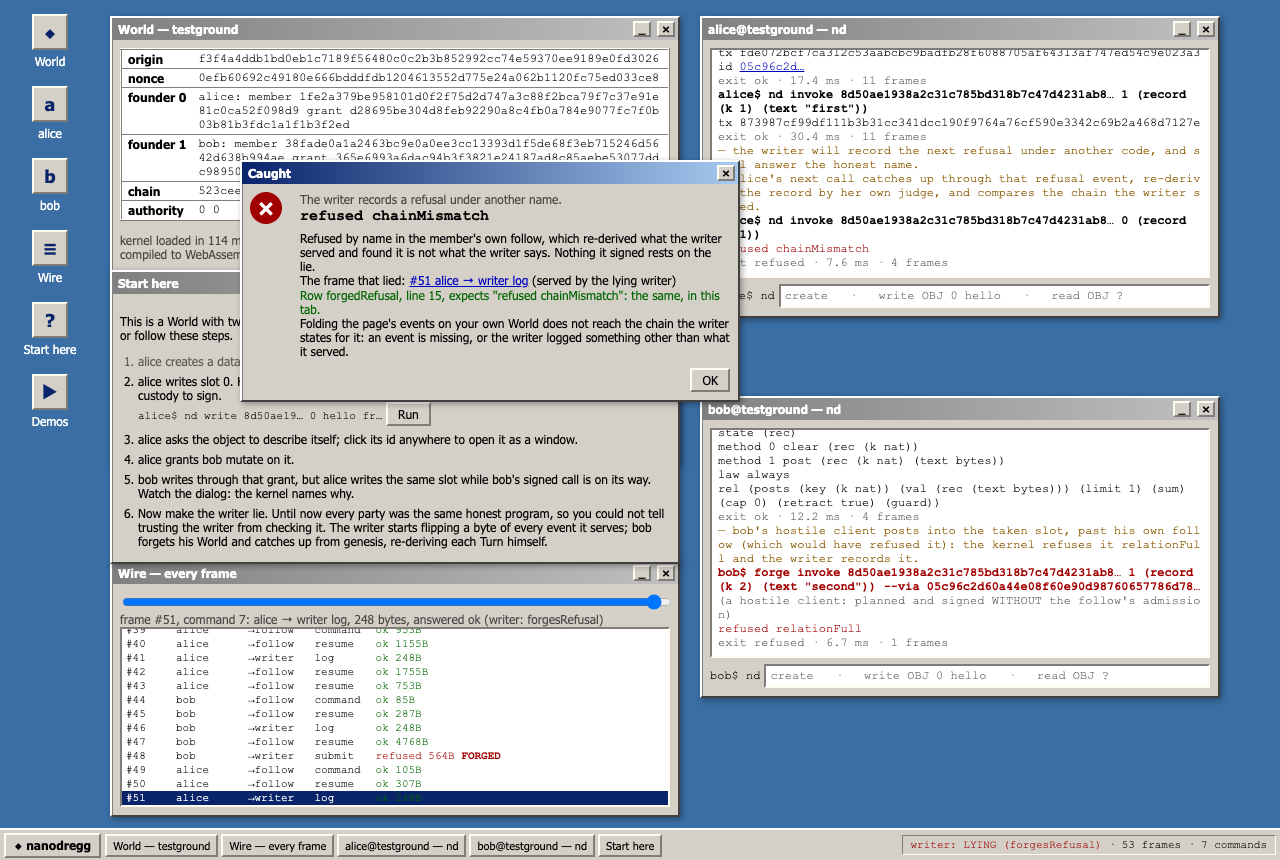 World
alice
bob
Wire
Start here
Demos
World — testground
origin f3f4a4ddb1bd0eb1c7189f56480c0c2b3b852992cc74e59370ee9189e0fd3026
nonce 0efb60692c49180e666bdddfdb1204613552d775e24a062b1120fc75ed033ce8
founder 0 alice: member 1fe2a379be958101d0f2f75d2d747a3c88f2bca79f7c37e91e
81c0ca52f098d9 grant d28695be304d8feb92290a8c4fb0a784e9077fc7f0b
03b81b3fdc1a1f1b3f2ed
founder 1 bob: member 38fade0a1a2463bc9e0a0ee3cc13393d1f5de68f3eb715246d56
chain 523cee
authority 0 0
kernel loaded in 114 m
compiled to WebAssem
Start here
This is a World with tw
or follow these steps.
1. alice creates a data
2. alice writes slot 0.
custody to sign.
alice$ nd write 8d50ae19… 0 hello fr… Run
3. alice asks the object to describe itself; click its id anywhere to open it as a window.
4. alice grants bob mutate on it.
5. bob writes through that grant, but alice writes the same slot while bob's signed call is on its way.
Watch the dialog: the kernel names why.
6. Now make the writer lie. Until now every party was the same honest program, so you could not tell
trusting the writer from checking it. The writer starts flipping a byte of every event it serves; bob
forgets his World and catches up from genesis, re-deriving each Turn himself.
Caught
The writer records a refusal under another name.
refused chainMismatch
Refused by name in the member's own follow, which re-derived what the writer
served and found it is not what the writer says. Nothing it signed rests on the
lie.
The frame that lied: #51 alice → writer log (served by the lying writer)
Row forgedRefusal, line 15, expects "refused chainMismatch": the same, in this
tab.
Folding the page's events on your own World does not reach the chain the writer
states for it: an event is missing, or the writer logged something other than what
it served.
OK
Wire — every frame
frame #51, command 7: alice → writer log, 248 bytes, answered ok (writer: forgesRefusal)
#39 alice →follow command ok 953B
#40 alice →follow resume ok 1155B
#41 alice →writer log ok 248B
#42 alice →follow resume ok 1755B
#43 alice →follow resume ok 753B
#44 bob →follow command ok 85B
#45 bob →follow resume ok 287B
#46 bob →writer log ok 248B
#47 bob →follow resume ok 4768B
#48 bob →writer submit refused 564B FORGED
#49 alice →follow command ok 105B
#50 alice →follow resume ok 307B
#51 alice →writer log ok 248B
alice@testground — nd
tx fde072bcf7ca312c53aabcbc9badfb28f6088705af64313af747ed54c9e023a3
id 05c96c2d…
exit ok · 17.4 ms · 11 frames
alice$ nd invoke 8d50ae1938a2c31c785bd318b7c47d4231ab8… 1 (record
(k 1) (text "first"))
tx 873987cf99df111b3b31cc341dcc190f9764a76cf590e3342c69b2a468d7127e
exit ok · 30.4 ms · 11 frames
— the writer will record the next refusal under another code, and s
l answer the honest name.
lice's next call catches up through that refusal event, re-deriv
the record by her own judge, and compares the chain the writer s
ed.
ce$ nd invoke 8d50ae1938a2c31c785bd318b7c47d4231ab8… 0 (record
1))
used chainMismatch
t refused · 7.6 ms · 4 frames
e$ nd create · write OBJ 0 hello · read OBJ ?
bob@testground — nd
state (rec)
method 0 clear (rec (k nat))
method 1 post (rec (k nat) (text bytes))
law always
rel (posts (key (k nat)) (val (rec (text bytes))) (limit 1) (sum)
(cap 0) (retract true) (guard))
exit ok · 12.2 ms · 4 frames
— bob's hostile client posts into the taken slot, past his own foll
ow (which would have refused it): the kernel refuses it relationFul
l and the writer records it.
bob$ forge invoke 8d50ae1938a2c31c785bd318b7c47d4231ab8… 1 (record
(k 2) (text "second")) --via 05c96c2d60a44e08f60e90d98760657786d78…
(a hostile client: planned and signed WITHOUT the follow's admissio
n)
refused relationFull
exit refused · 6.7 ms · 1 frames
bob$ nd create · write OBJ 0 hello · read OBJ ?
nanodregg
World — testground
Wire — every frame
alice@testground — nd
bob@testground — nd
Start here
writer: LYING (forgesRefusal) · 53 frames · 7 commands